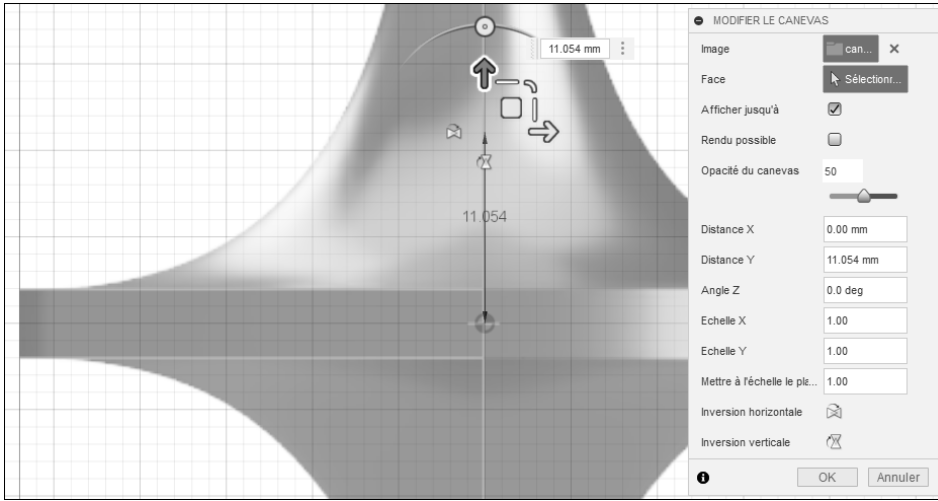 11.054 mm
11.054
MODIFIER LE CANEVAS
Image can...
Face Sélectionr...
Afficher jusqu'à
Rendu possible
Opacité du canevas 50
Distance X 0.00 mm
Distance Y 11.054 mm
Angle Z 0.0 deg
Echelle X 1.00
Echelle Y 1.00
Mettre à l'échelle le pla... 1.00
Inversion horizontale
Inversion verticale
OK Annuler